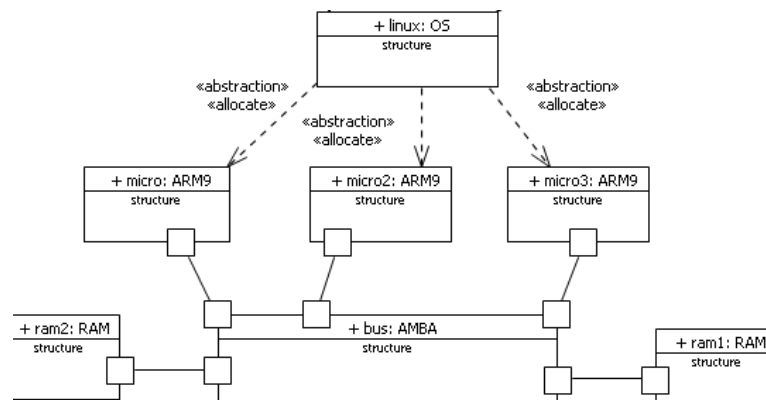 + linux: OS
structure
«abstraction»
«allocate»
«abstraction»
«allocate»
«abstraction»
«allocate»
+ micro: ARM9
structure
+ micro2: ARM9
structure
+ micro3: ARM9
structure
+ ram2: RAM
structure
+ bus: AMBA
structure
+ ram1: RAM
structure